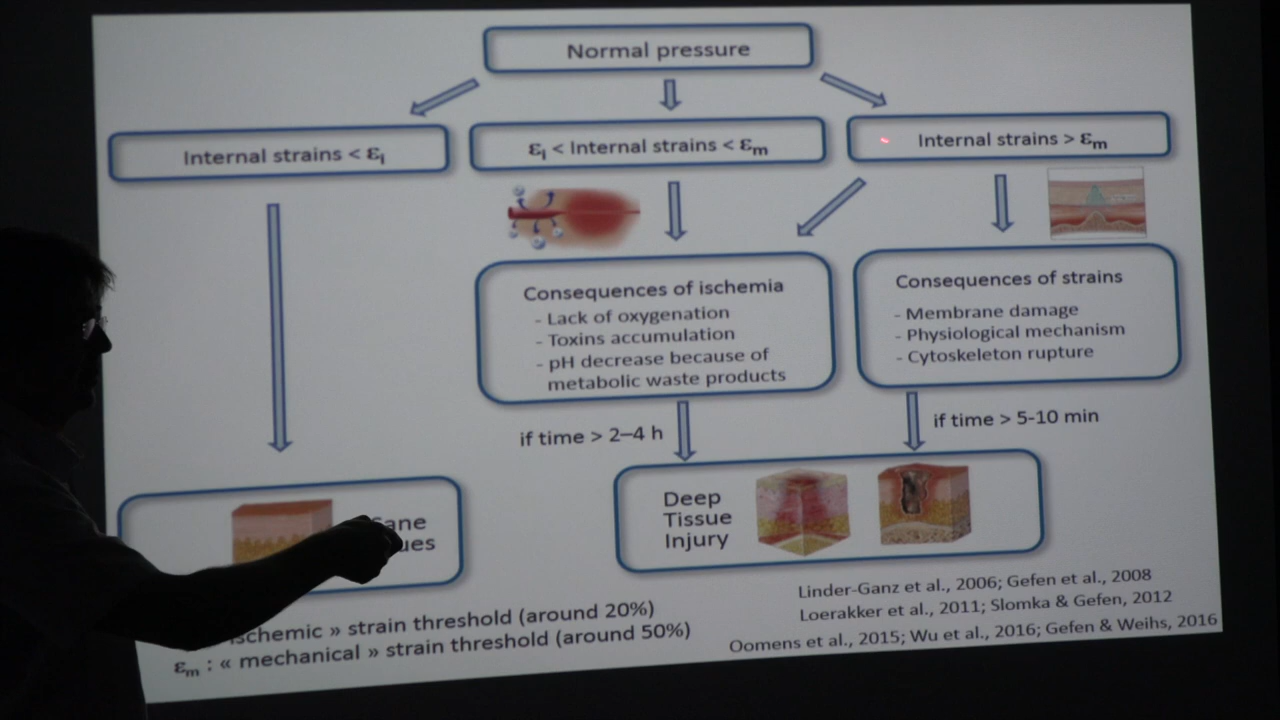 Normal pressure
Internal strains < εi
εi < Internal strains < εm
Internal strains > εm
Consequences of ischemia
- Lack of oxygenation
- Toxins accumulation
- pH decrease because of
metabolic waste products
Consequences of strains
- Membrane damage
- Physiological mechanism
- Cytoskeleton rupture
if time > 2–4 h
if time > 5-10 min
Sane
ues
Deep
Tissue
Injury
ischemic » strain threshold (around 20%)
εm : « mechanical » strain threshold (around 50%)
Linder-Ganz et al., 2006; Gefen et al., 2008
Loerakker et al., 2011; Slomka & Gefen, 2012
Oomens et al., 2015; Wu et al., 2016; Gefen & Weihs, 2016